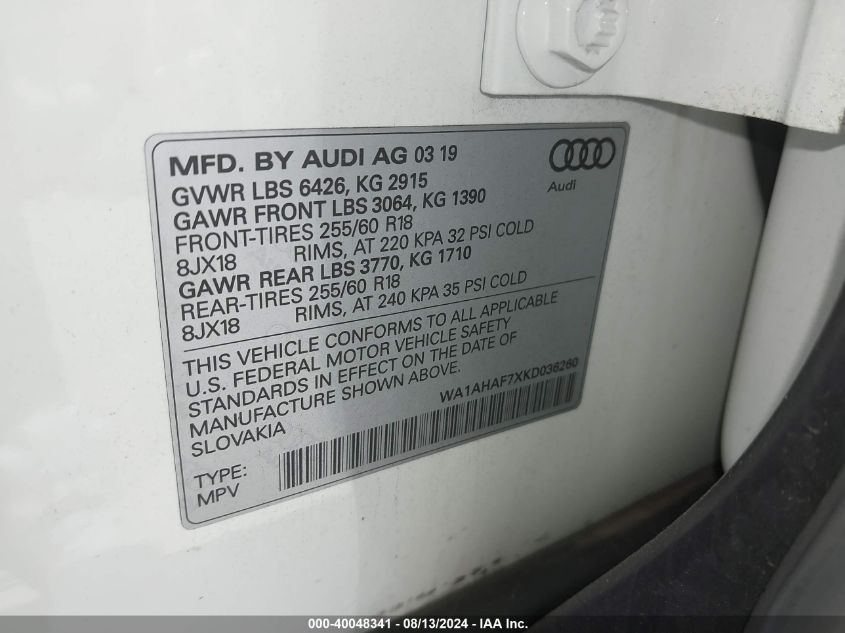 MFD. BY AUDI AG 03 19
Audi
GVWR LBS 6426, KG 2915
GAWR FRONT LBS 3064, KG 1390
FRONT-TIRES 255/60 R18
8JX18 RIMS, AT 220 KPA 32 PSI COLD
GAWR REAR LBS 3770, KG 1710
REAR-TIRES 255/60 R18
8JX18 RIMS, AT 240 KPA 35 PSI COLD
THIS VEHICLE CONFORMS TO ALL APPLICABLE
U.S. FEDERAL MOTOR VEHICLE SAFETY
STANDARDS IN EFFECT ON THE DATE OF
MANUFACTURE SHOWN ABOVE.
SLOVAKIA
WA1AHAF7XKD036260
TYPE:
MPV
000-40048341 - 08/13/2024 - IAA Inc.